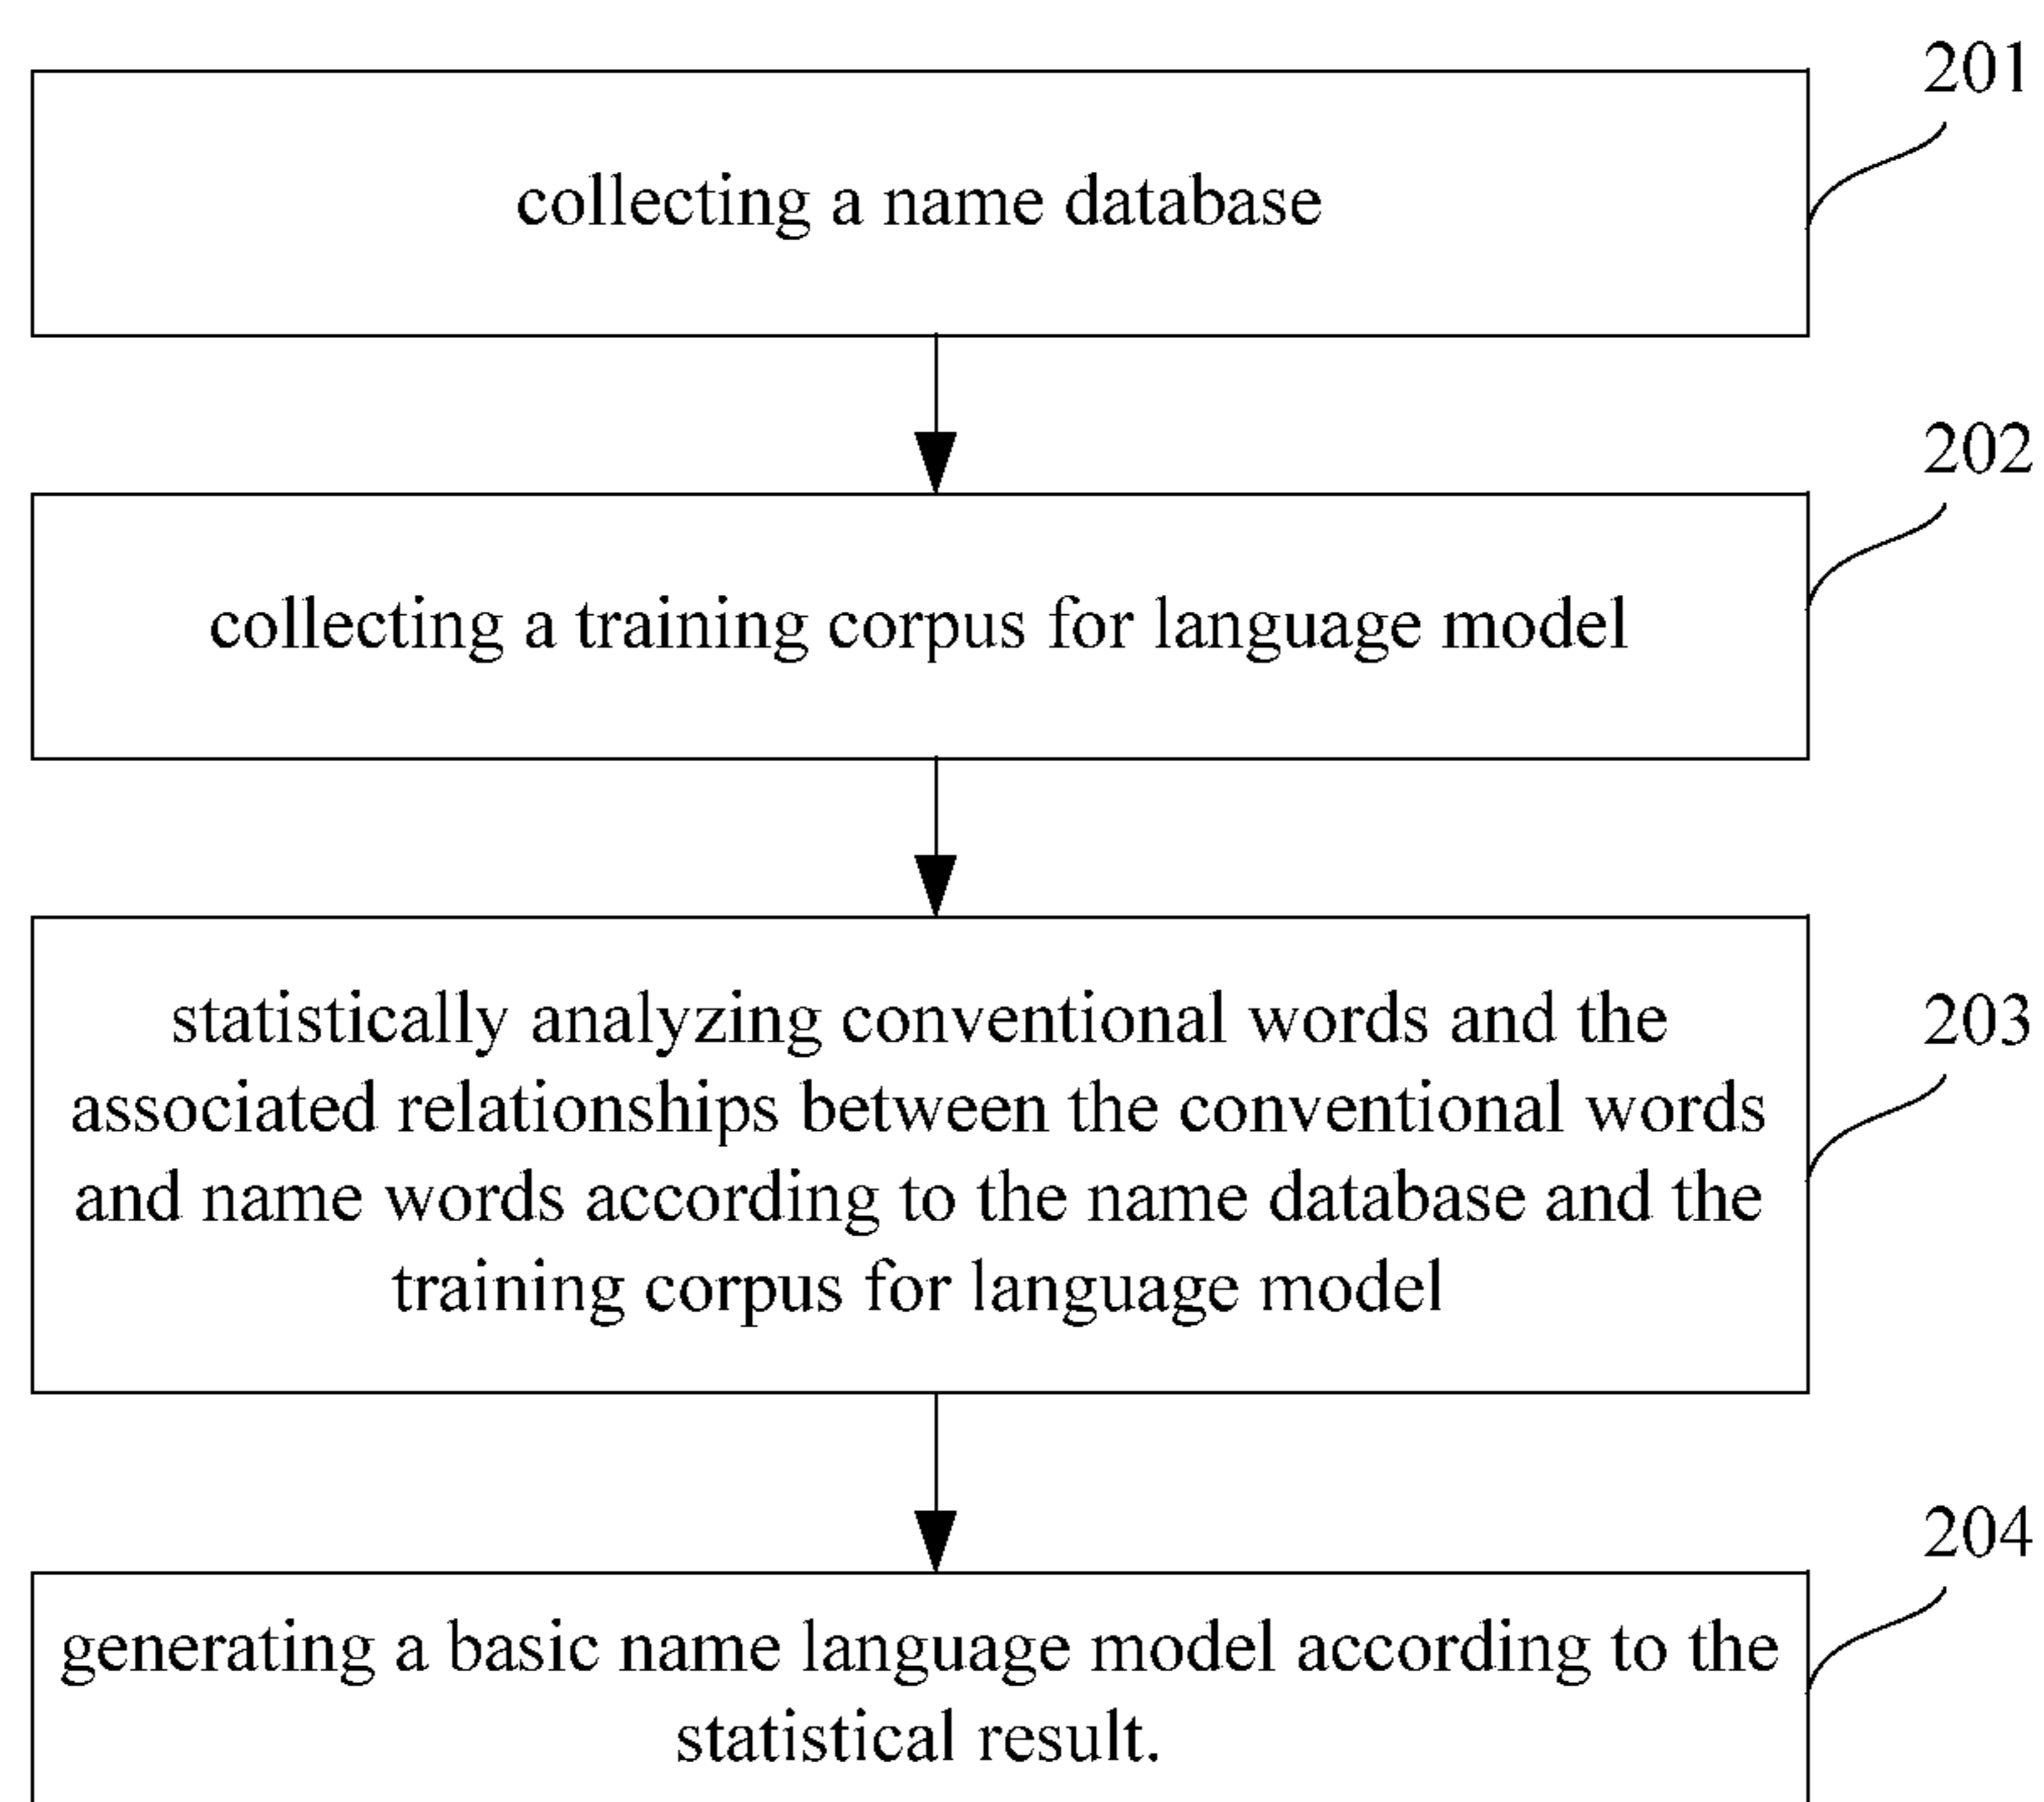 201
collecting a name database
202
collecting a training corpus for language model
203
statistically analyzing conventional words and the
associated relationships between the conventional words
and name words according to the name database and the
training corpus for language model
204
generating a basic name language model according to the
statistical result.